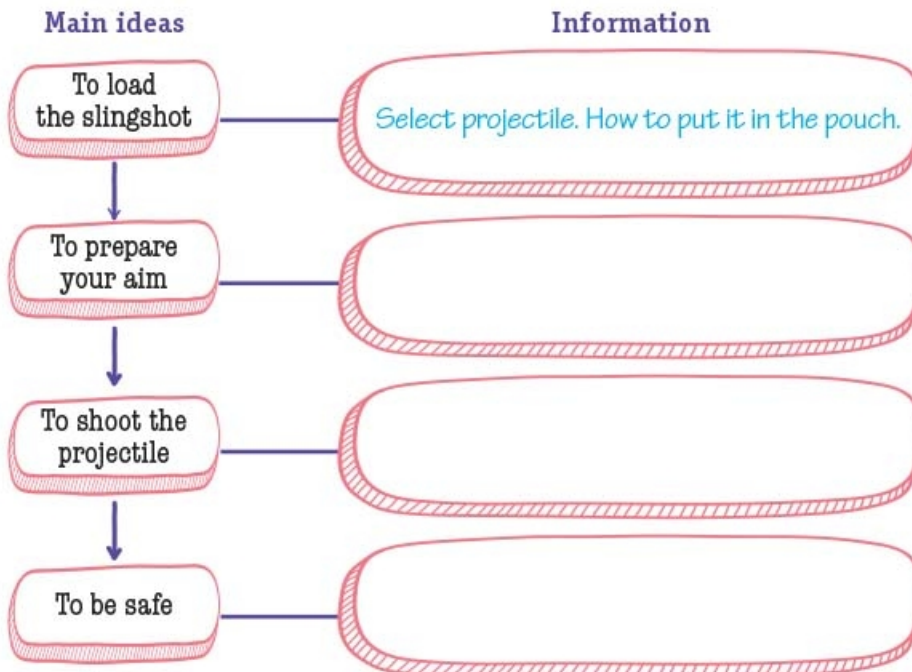 Main ideas
Information
To load
the slingshot
Select projectile. How to put it in the pouch.
To prepare
your aim
To shoot the
projectile
To be safe